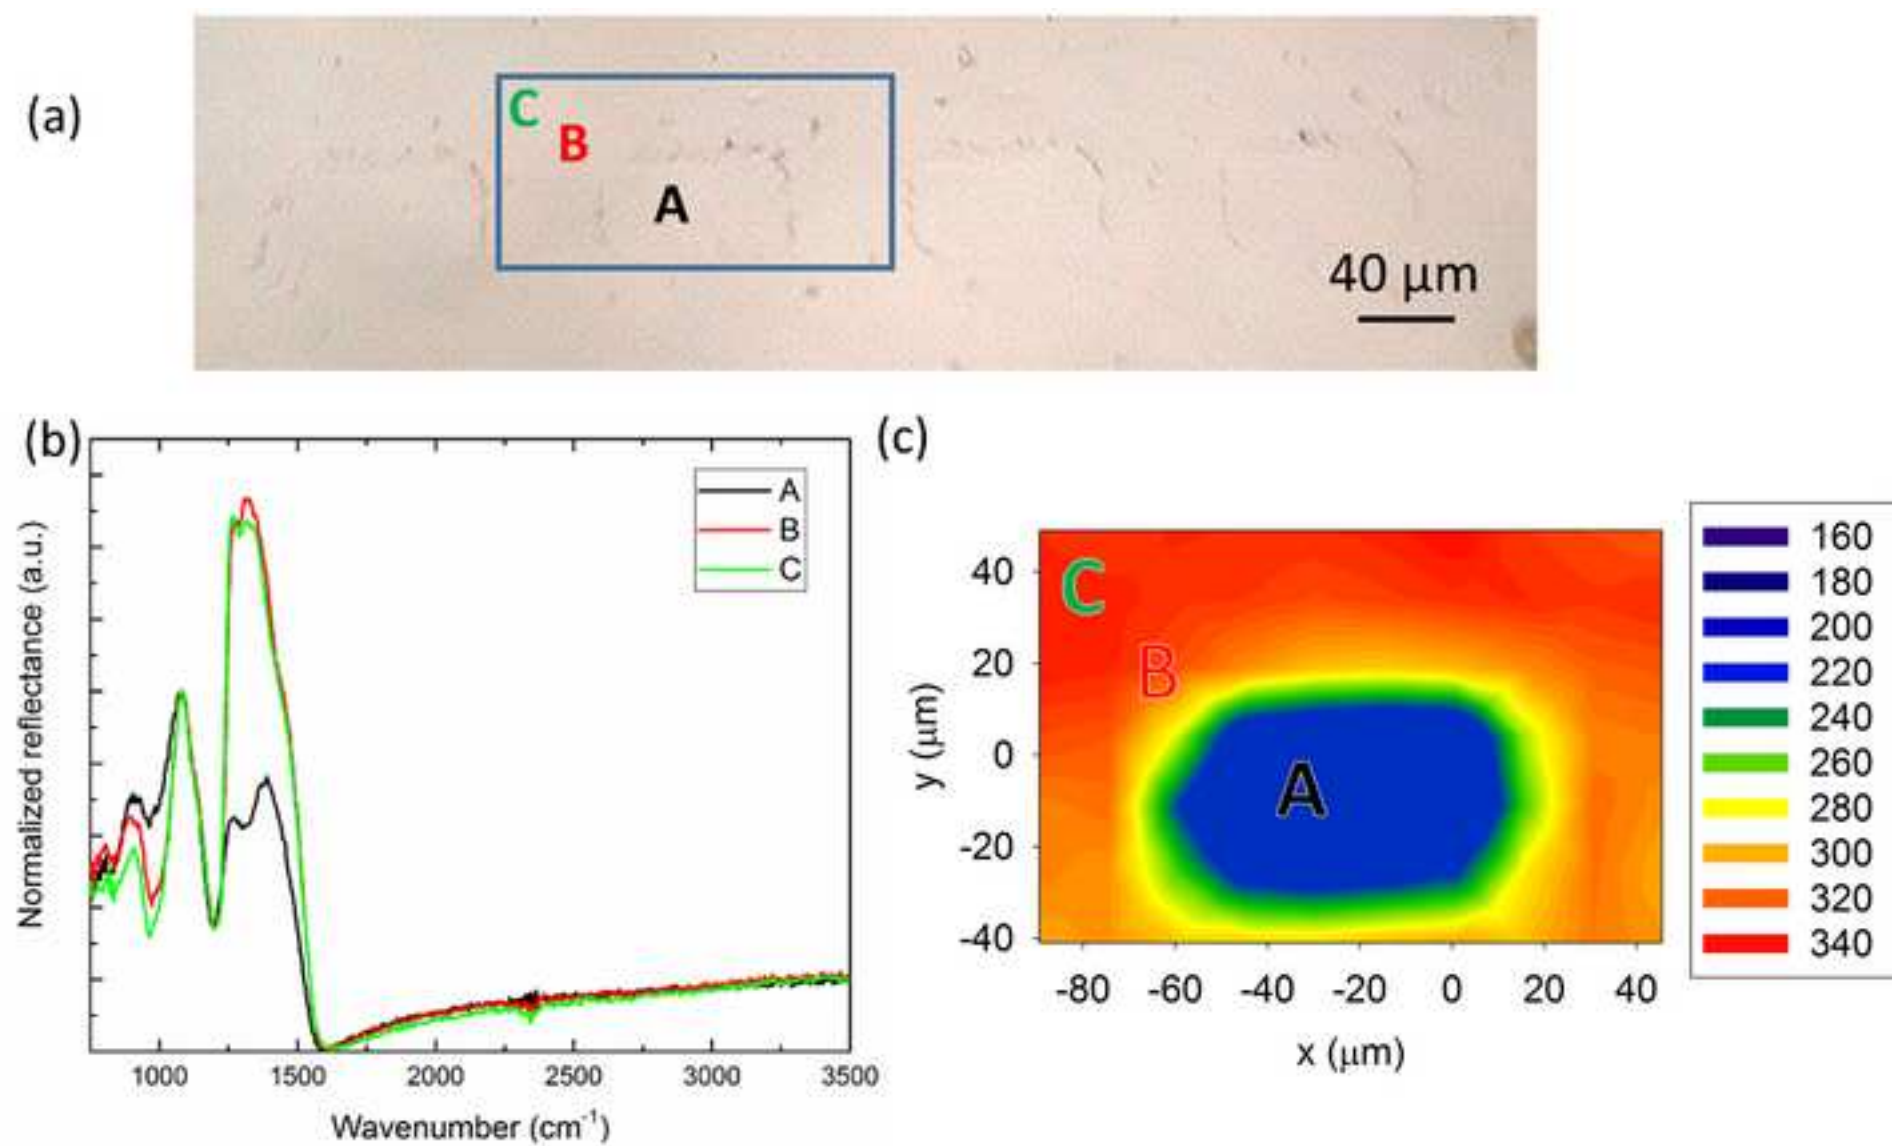 (a)
C
B
A
40 μm
(b)
Normalized reflectance (a.u.)
A
B
C
1000 1500 2000 2500 3000 3500
Wavenumber (cm⁻¹)
(c)
y (μm)
40
20
0
-20
-40
C
B
A
-80 -60 -40 -20 0 20 40
x (μm)
160
180
200
220
240
260
280
300
320
340